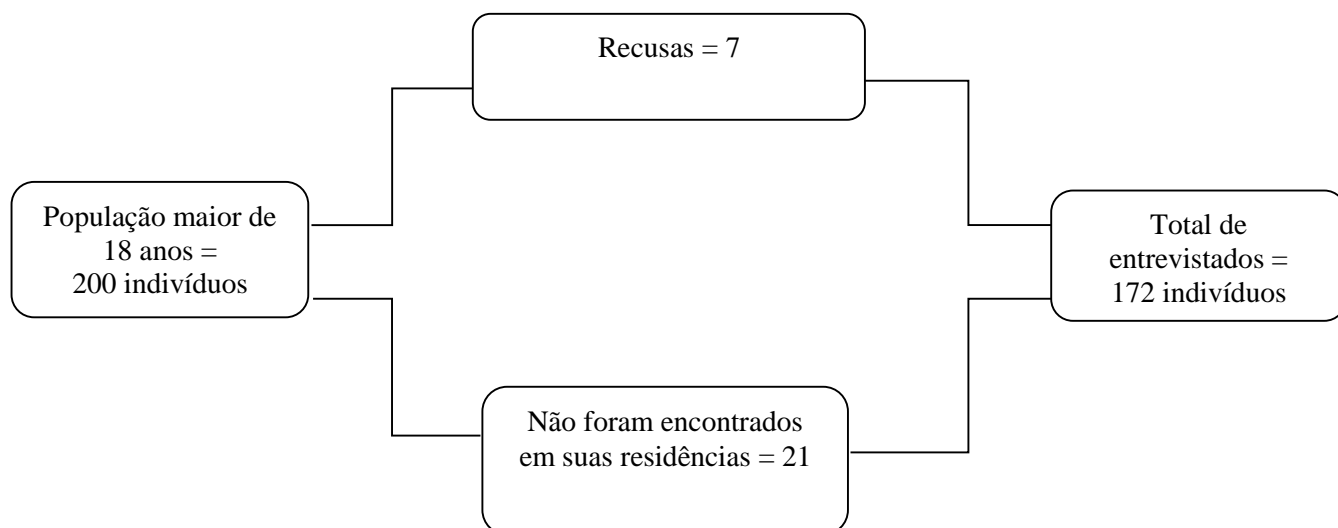 Recusas = 7
População maior de
18 anos =
200 indivíduos
Total de
entrevistados =
172 indivíduos
Não foram encontrados
em suas residências = 21